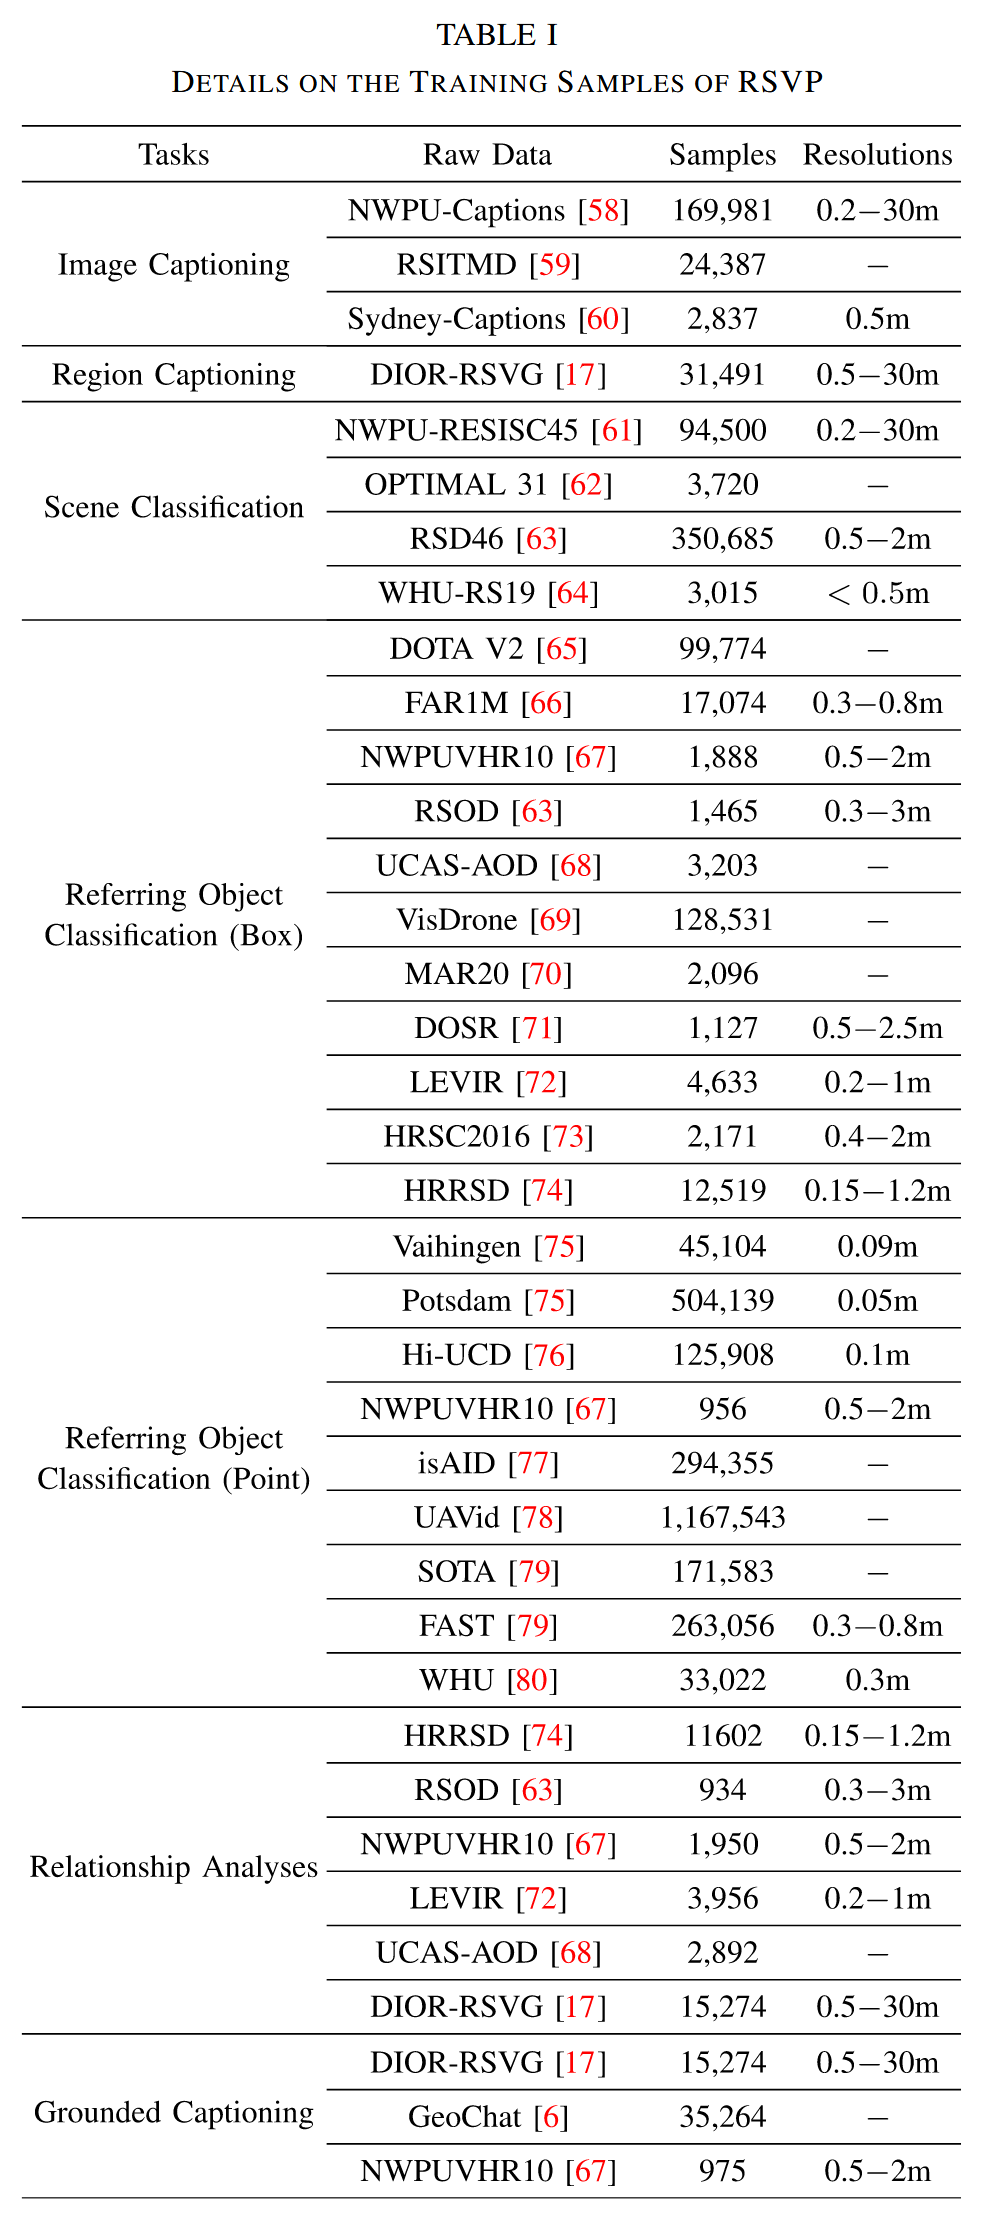 TABLE I
DETAILS ON THE TRAINING SAMPLES OF RSVP
Tasks Raw Data Samples Resolutions
Image Captioning
NWPU-Captions [58] 169,981 0.2−30m
RSITMD [59] 24,387 −
Sydney-Captions [60] 2,837 0.5m
Region Captioning DIOR-RSVG [17] 31,491 0.5−30m
Scene Classification
NWPU-RESISC45 [61] 94,500 0.2−30m
OPTIMAL 31 [62] 3,720 −
RSD46 [63] 350,685 0.5−2m
WHU-RS19 [64] 3,015 < 0.5m
Referring Object
Classification (Box)
DOTA V2 [65] 99,774 −
FAR1M [66] 17,074 0.3−0.8m
NWPUVHR10 [67] 1,888 0.5−2m
RSOD [63] 1,465 0.3−3m
UCAS-AOD [68] 3,203 −
VisDrone [69] 128,531 −
MAR20 [70] 2,096 −
DOSR [71] 1,127 0.5−2.5m
LEVIR [72] 4,633 0.2−1m
HRSC2016 [73] 2,171 0.4−2m
HRRSD [74] 12,519 0.15−1.2m
Referring Object
Classification (Point)
Vaihingen [75] 45,104 0.09m
Potsdam [75] 504,139 0.05m
Hi-UCD [76] 125,908 0.1m
NWPUVHR10 [67] 956 0.5−2m
isAID [77] 294,355 −
UAVid [78] 1,167,543 −
SOTA [79] 171,583 −
FAST [79] 263,056 0.3−0.8m
WHU [80] 33,022 0.3m
Relationship Analyses
HRRSD [74] 11602 0.15−1.2m
RSOD [63] 934 0.3−3m
NWPUVHR10 [67] 1,950 0.5−2m
LEVIR [72] 3,956 0.2−1m
UCAS-AOD [68] 2,892 −
DIOR-RSVG [17] 15,274 0.5−30m
Grounded Captioning
DIOR-RSVG [17] 15,274 0.5−30m
GeoChat [6] 35,264 −
NWPUVHR10 [67] 975 0.5−2m